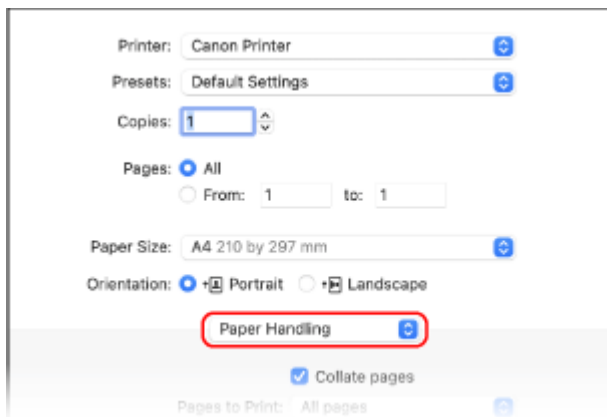 Printer: Canon Printer
Presets: Default Settings
Copies: 1
Pages: All
From: 1 to: 1
Paper Size: A4 210 by 297 mm
Orientation: Portrait Landscape
Paper Handling
Collate pages
Pages to Print: All pages